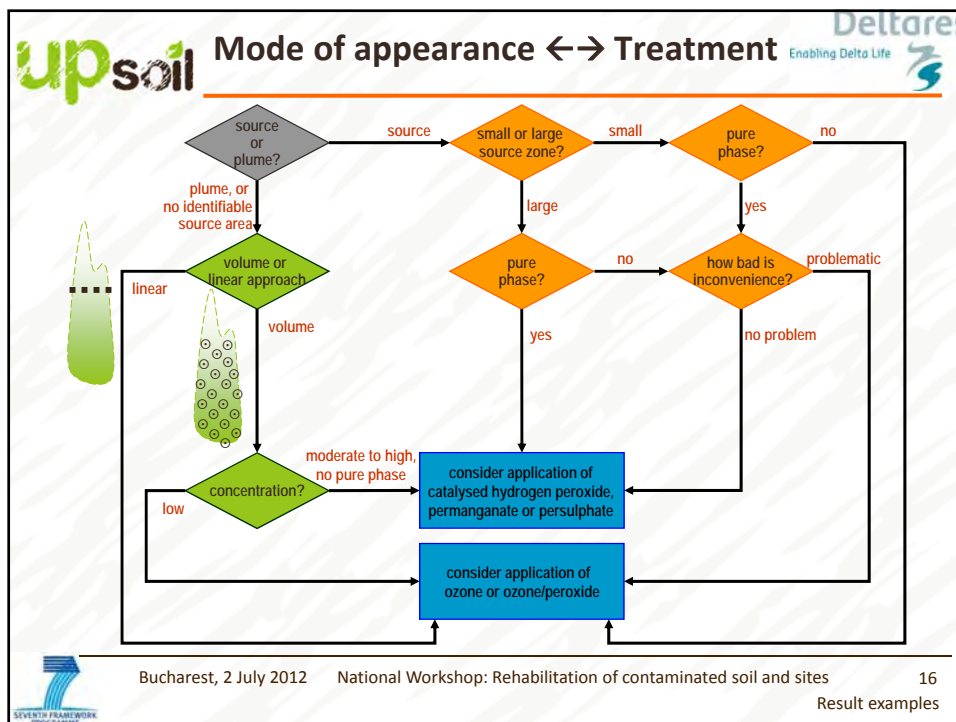 Deltares
Enabling Delta Life
upsoil
Mode of appearance ←→ Treatment
source
or
plume?
source
small or large
source zone?
small
pure
phase?
no
plume, or
no identifiable
source area
large
yes
volume or
linear approach
linear
pure
phase?
no
how bad is
inconvenience?
problematic
volume
yes
no problem
moderate to high,
no pure phase
concentration?
low
consider application of
catalysed hydrogen peroxide,
permanganate or persulphate
consider application of
ozone or ozone/peroxide
7
SEVENTH FRAMEWORK
PROGRAMME
Bucharest, 2 July 2012 National Workshop: Rehabilitation of contaminated soil and sites 16
Result examples